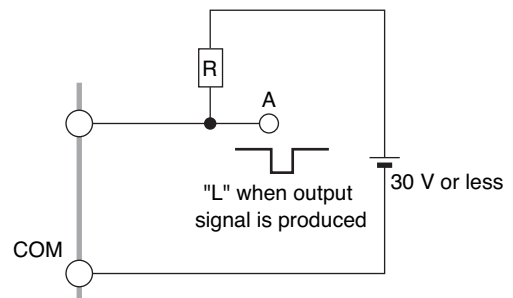 R
A
"L" when output
signal is produced
30 V or less
COM